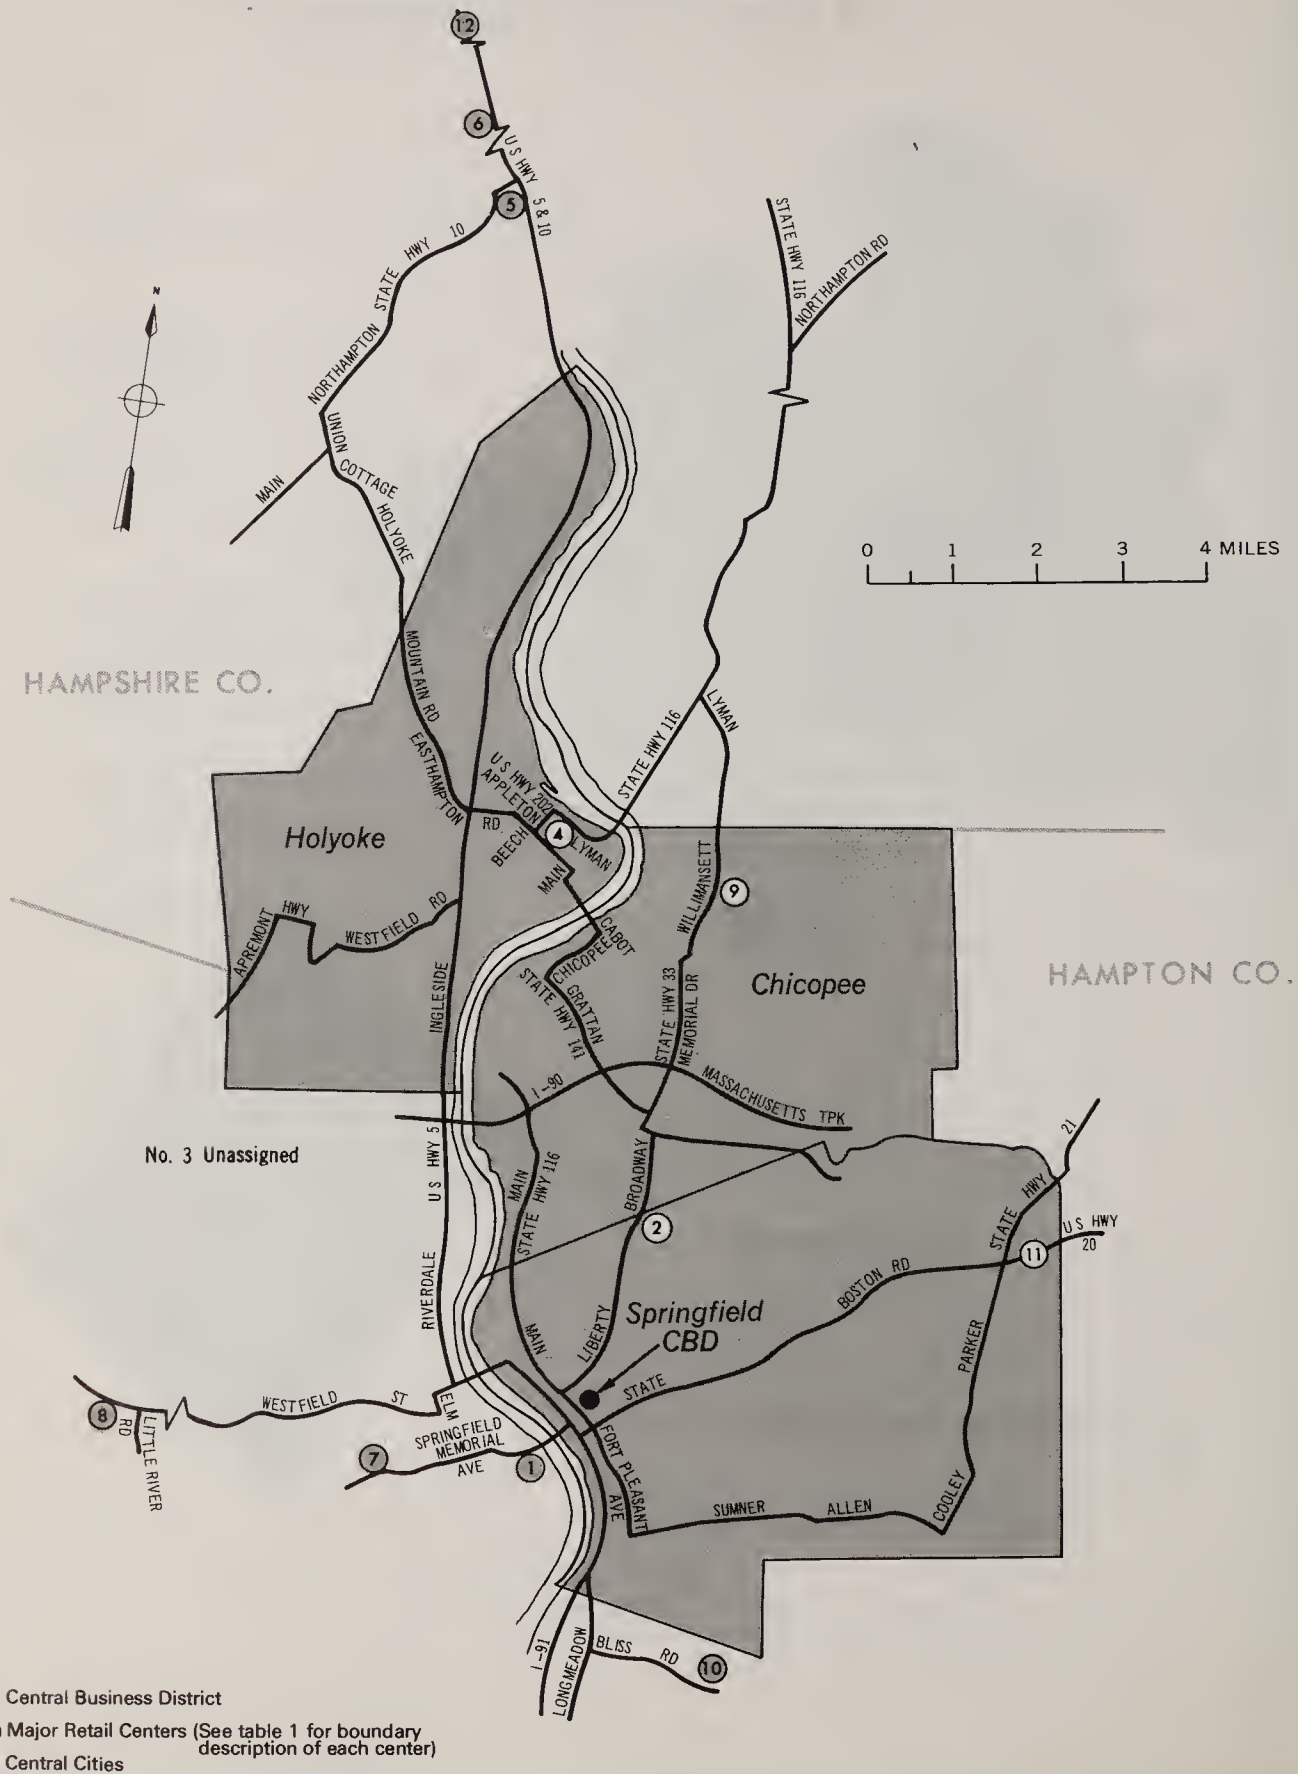 12
6
US HWY 5 & 10
5
NORTHAMPTON STATE HWY 10
STATE HWY 116
NORTHAMPTON RD
N
UNION
COTTAGE
MAIN
HOLYOKE
0 1 2 3 4 MILES
HAMPSHIRE CO.
MOUNTAIN RD
EASTHAMPTON RD
LYMAN
STATE HWY 116
US HWY 202
APPLETON
BEECH
4
LYMAN
MAIN
Holyoke
WILLIMANSETT
9
APREMONT HWY
WESTFIELD RD
CABOT
CHICOPEE
INGLESIDE
STATE HWY 141
GRATTAN
STATE HWY 33
MEMORIAL DR
Chicopee
HAMPTON CO.
I-90
MASSACHUSETTS TPK
No. 3 Unassigned
US HWY 5
MAIN
STATE HWY 116
BROADWAY
2
STATE HWY 21
US HWY
20
11
RIVERDALE
BOSTON RD
Springfield
CBD
MAIN
LIBERTY
PARKER
STATE
WESTFIELD ST
8
LITTLE RIVER
RD
ELM
SPRINGFIELD
MEMORIAL
AVE
7
1
FORT PLEASANT
AVE
SUMNER
ALLEN
COOLEY
I-91
LONGMEADOW
BLISS RD
10
Central Business District
Major Retail Centers (See table 1 for boundary
description of each center)
Central Cities